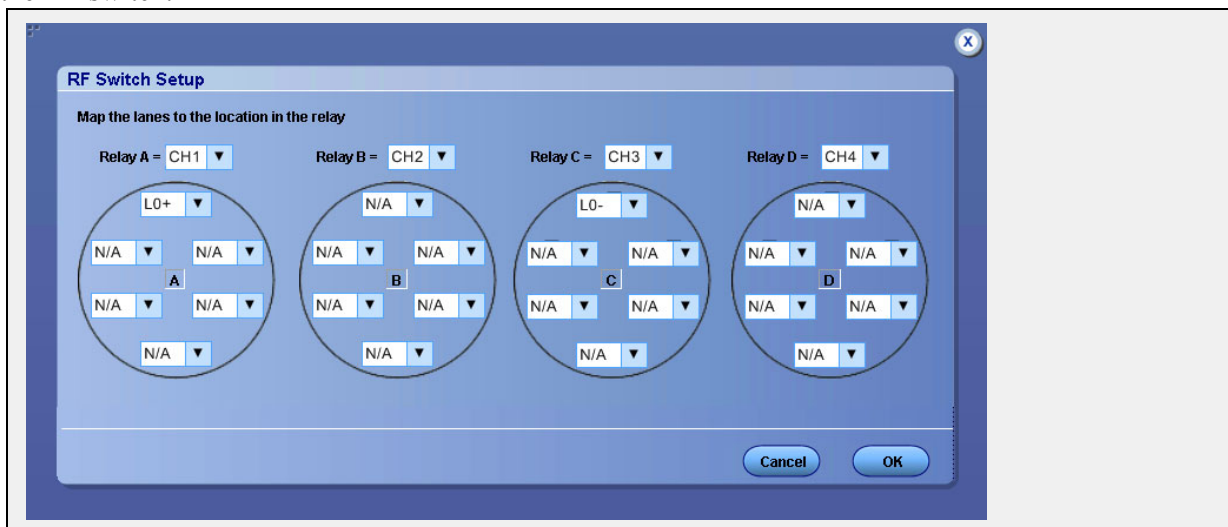 X
RF Switch Setup
Map the lanes to the location in the relay
Relay A = CH1 Relay B = CH2 Relay C = CH3 Relay D = CH4
L0+ N/A L0- N/A
N/A N/A N/A N/A N/A N/A N/A N/A
A B C D
N/A N/A N/A N/A N/A N/A N/A N/A
N/A N/A N/A N/A
Cancel OK